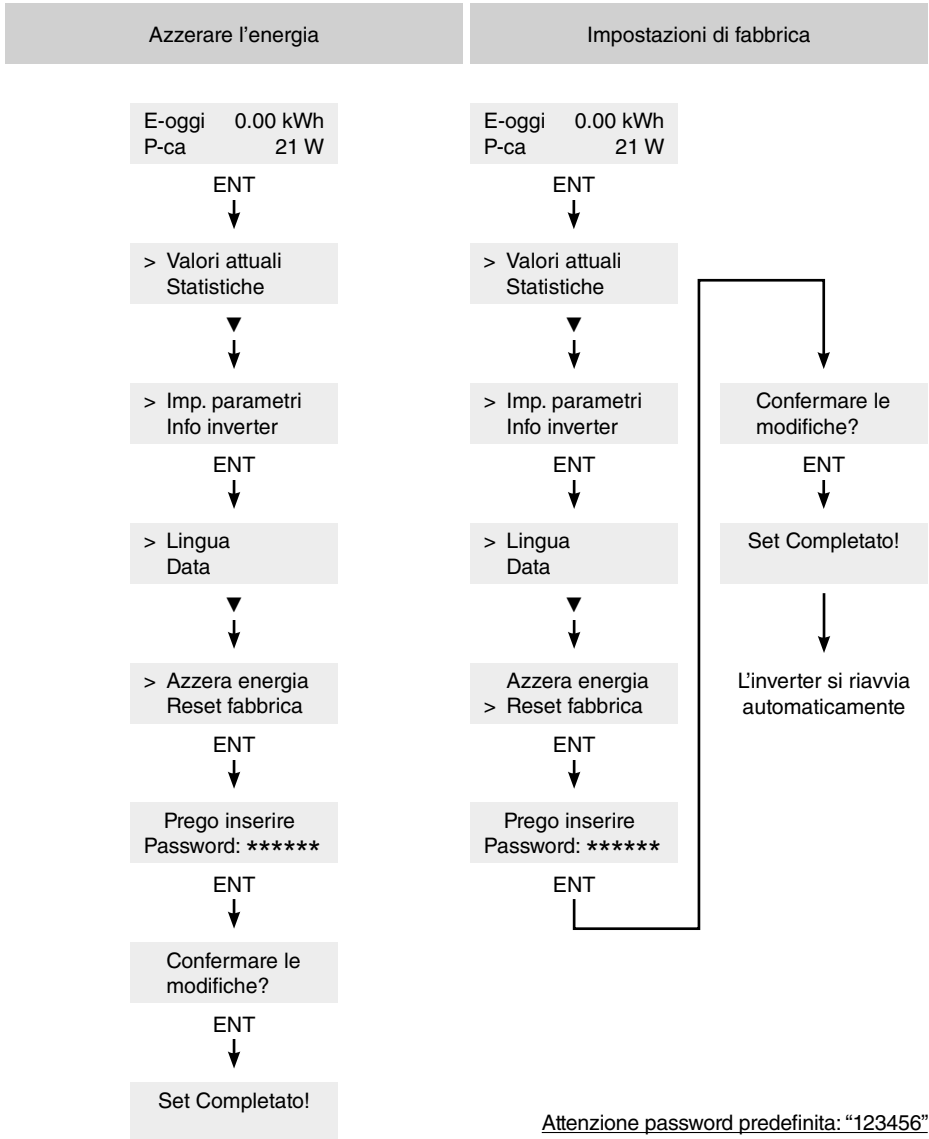 Azzerare l'energia
E-oggi 0.00 kWh
P-ca 21 W
ENT
> Valori attuali
Statistiche
▼
> Imp. parametri
Info inverter
ENT
> Lingua
Data
▼
> Azzera energia
Reset fabbrica
ENT
Prego inserire
Password: ******
ENT
Confermare le
modifiche?
ENT
Set Completato!
Impostazioni di fabbrica
E-oggi 0.00 kWh
P-ca 21 W
ENT
> Valori attuali
Statistiche
▼
> Imp. parametri
Info inverter
ENT
> Lingua
Data
▼
Azzera energia
> Reset fabbrica
ENT
Prego inserire
Password: ******
ENT
Confermare le
modifiche?
ENT
Set Completato!
L'inverter si riavvia
automaticamente
Attenzione password predefinita: “123456”